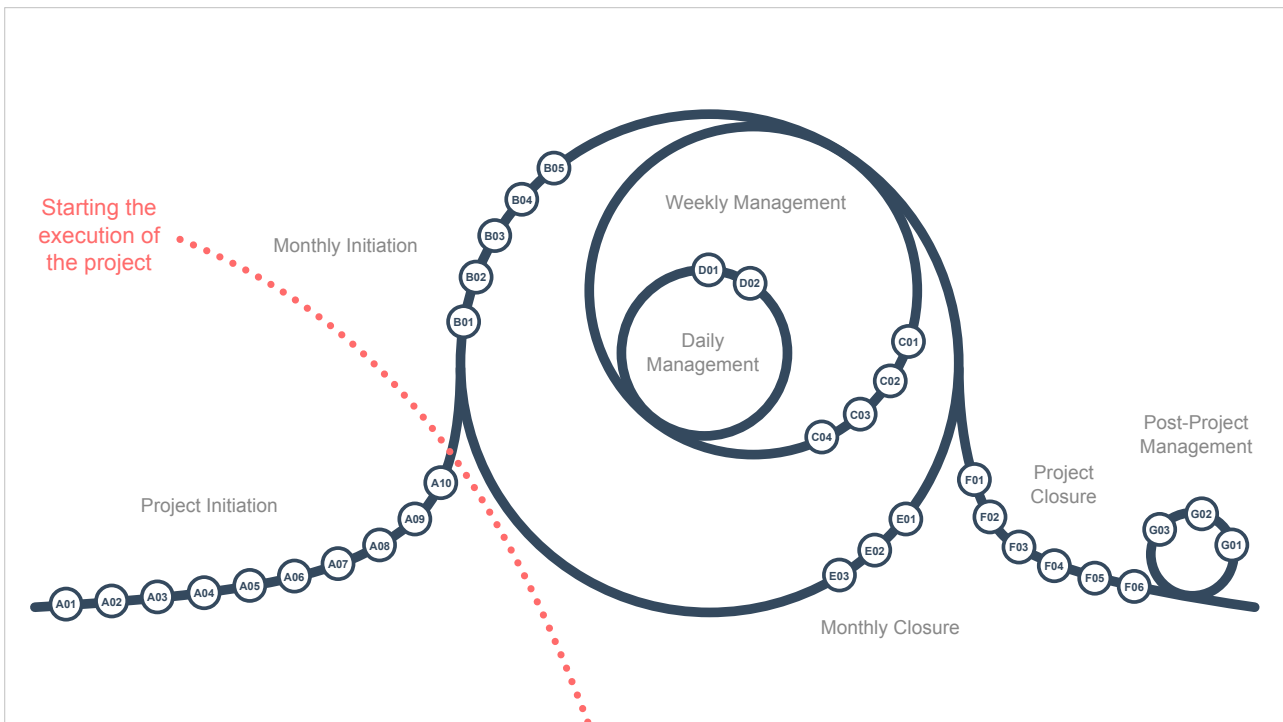 Starting the
execution of
the project
Monthly Initiation
Project Initiation
A01
A02
A03
A04
A05
A06
A07
A08
A09
A10
B01
B02
B03
B04
B05
Weekly Management
C01
C02
C03
C04
Daily
Management
D01
D02
Monthly Closure
E01
E02
E03
Project
Closure
F01
F02
F03
F04
F05
F06
Post-Project
Management
G01
G02
G03